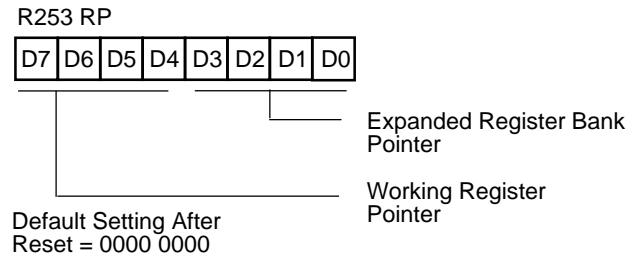 R253 RP
D7 D6 D5 D4 D3 D2 D1 D0
Expanded Register Bank
Pointer
Working Register
Pointer
Default Setting After
Reset = 0000 0000